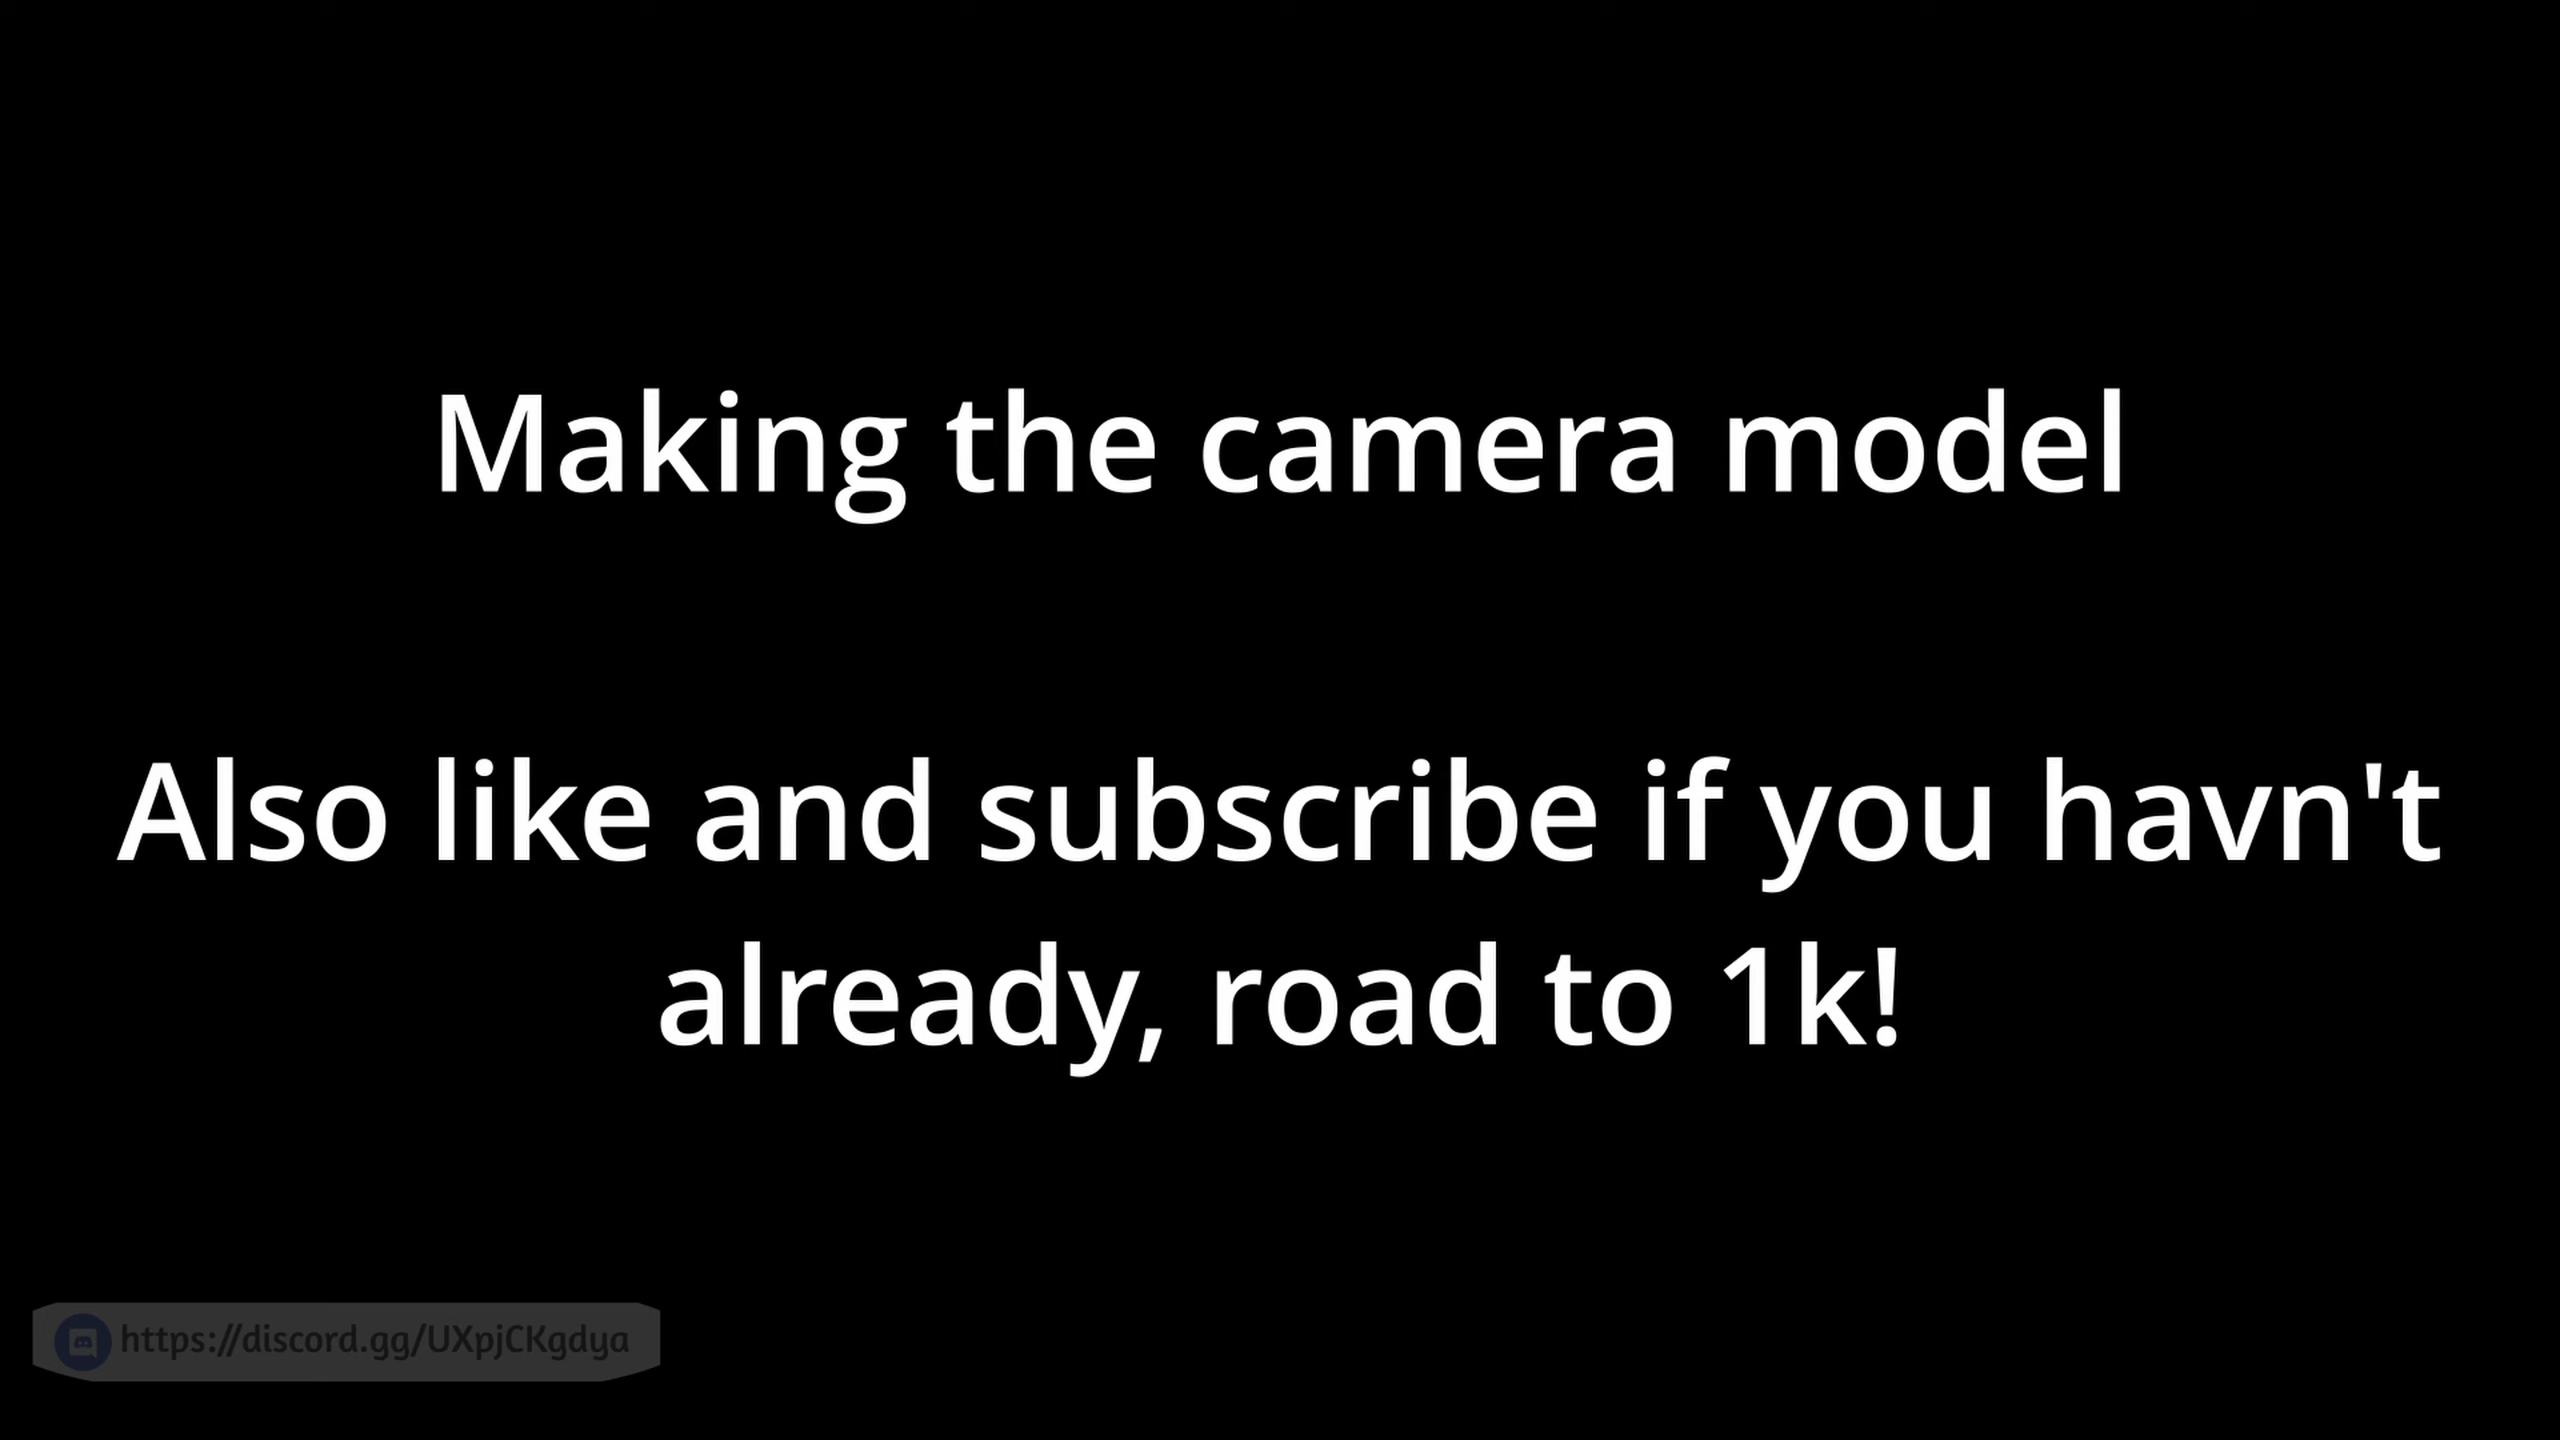 Making the camera model
Also like and subscribe if you havn't
already, road to 1k!
https://discord.gg/UXpjCKgdya